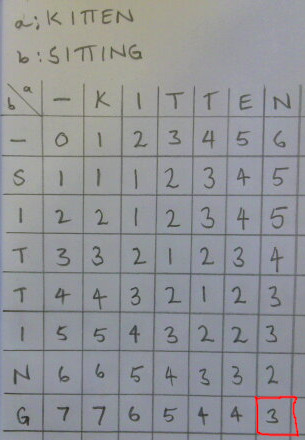 a; KITTEN
b: SITTING
b a – K I T T E N
– 0 1 2 3 4 5 6
S 1 1 1 2 3 4 5
I 2 2 1 2 3 4 5
T 3 3 2 1 2 3 4
T 4 4 3 2 1 2 3
I 5 5 4 3 2 2 3
N 6 6 5 4 3 3 2
G 7 7 6 5 4 4 3